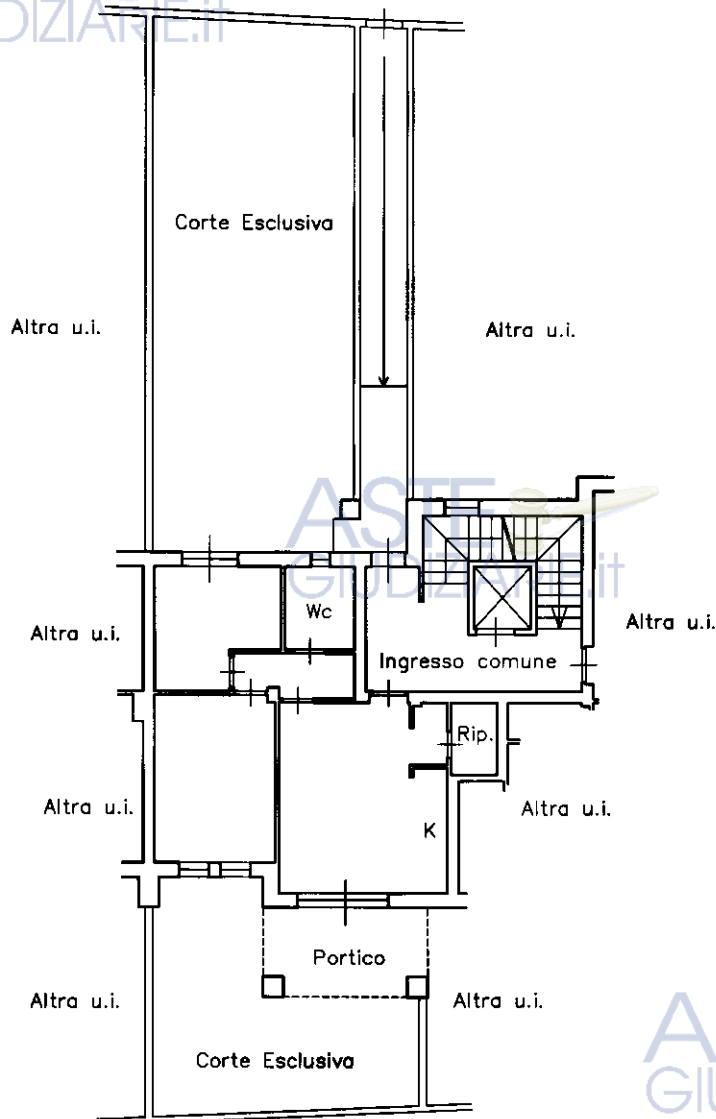 DIZIARIE.it
Corte Esclusiva
Altra u.i.
Altra u.i.
ASTE
GIUDIZIARIE.it
Wc
Altra u.i.
Altra u.i.
Ingresso comune
Rip.
Altra u.i.
Altra u.i.
K
Portico
Altra u.i.
Altra u.i.
Corte Esclusiva
A
GIU